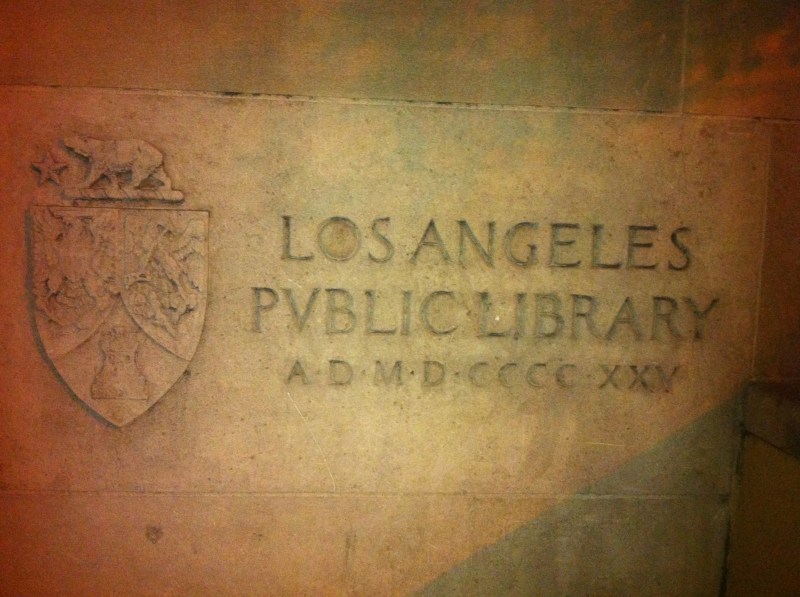 LOS ANGELES
PVBLIC LIBRARY
A·D·M·D·CCCC·XXV